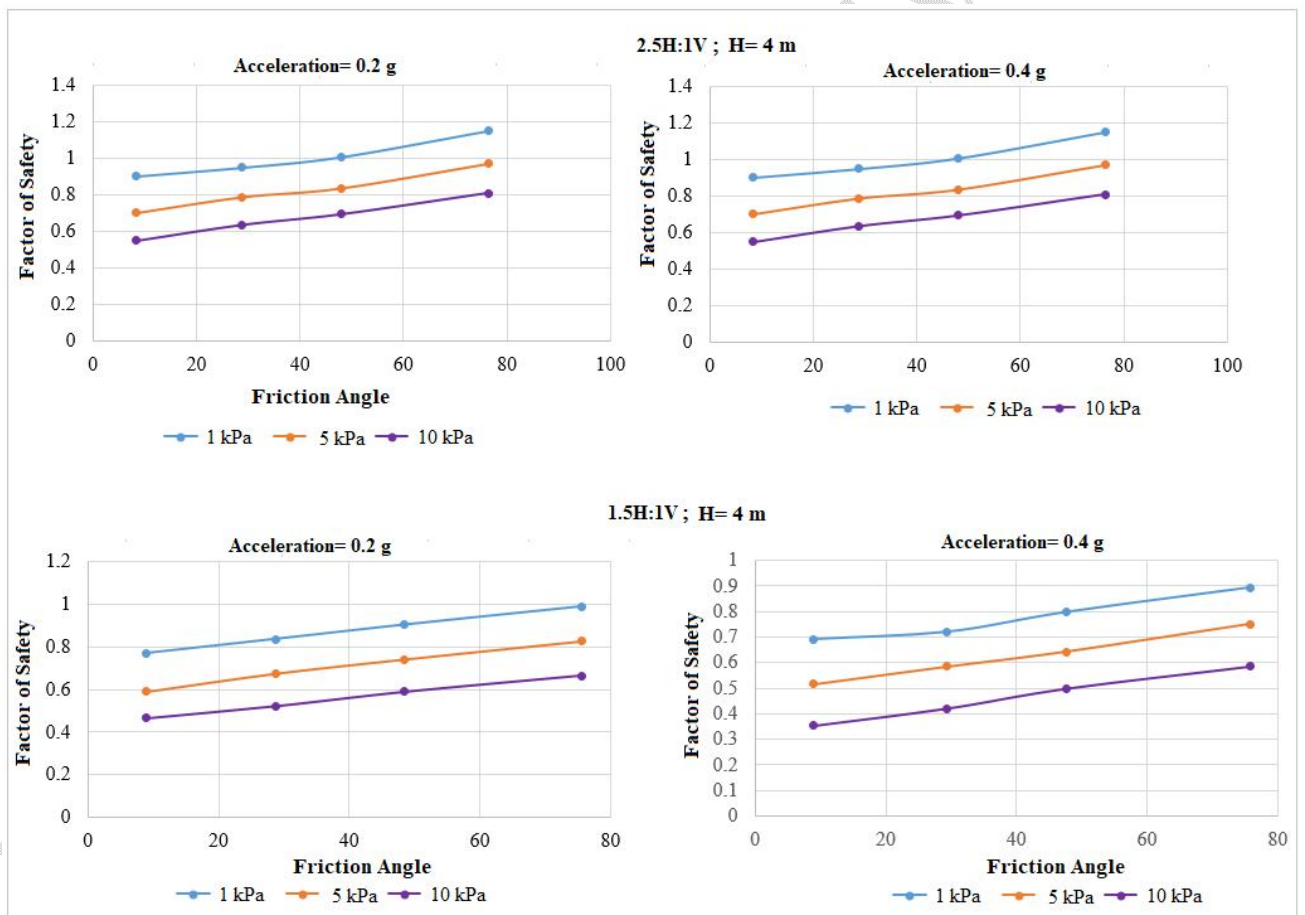 2.5H:1V ; H= 4 m
Acceleration= 0.2 g
Factor of Safety
1.4
1.2
1
0.8
0.6
0.4
0.2
0
0 20 40 60 80 100
Friction Angle
1 kPa 5 kPa 10 kPa
Acceleration= 0.4 g
Factor of Safety
1.4
1.2
1
0.8
0.6
0.4
0.2
0
0 20 40 60 80 100
1 kPa 5 kPa 10 kPa
1.5H:1V ; H= 4 m
Acceleration= 0.2 g
Factor of Safety
1.2
1
0.8
0.6
0.4
0.2
0
0 20 40 60 80
Friction Angle
1 kPa 5 kPa 10 kPa
Acceleration= 0.4 g
Factor of Safety
1
0.9
0.8
0.7
0.6
0.5
0.4
0.3
0.2
0.1
0
0 20 40 60 80
Friction Angle
1 kPa 5 kPa 10 kPa